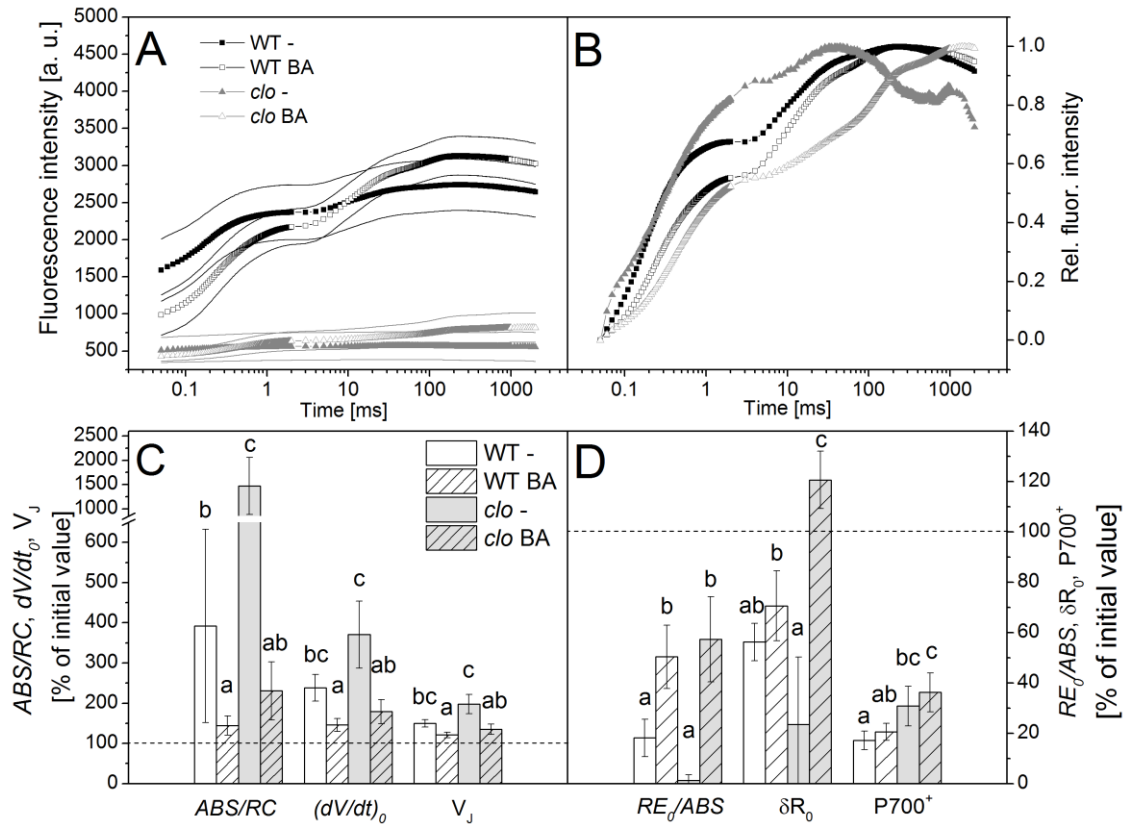 A
Fluorescence intensity [a. u.]
5000
4500
4000
3500
3000
2500
2000
1500
1000
500
WT -
WT BA
clo -
clo BA
0.1 1 10 100 1000
Time [ms]
B
1.0
0.8
0.6
0.4
0.2
0.0
Rel. fluor. intensity
0.1 1 10 100 1000
Time [ms]
C
ABS/RC, dV/dt₀, V_J
[% of initial value]
2500
2000
1500
1000
600
500
400
300
200
100
0
WT -
WT BA
clo -
clo BA
b a c ab
bc a c ab
bc a c ab
ABS/RC (dV/dt)₀ V_J
D
140
120
100
80
60
40
20
0
RE₀/ABS, δR₀, P700⁺
[% of initial value]
a b a b
ab b a c
a ab bc c
RE₀/ABS δR₀ P700⁺